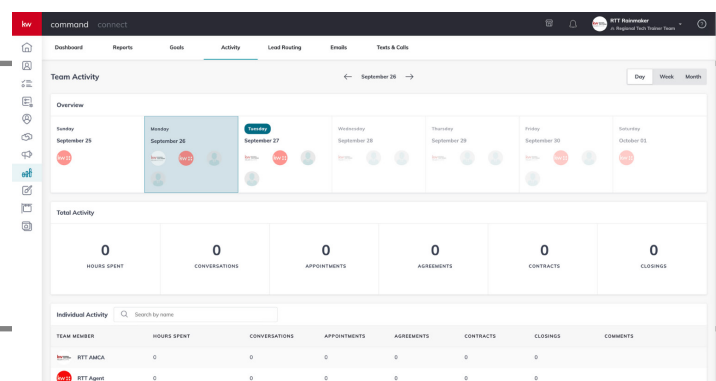 kw command connect RTT Rainmaker
Regional Tech Trainer Team
Dashboard Reports Goals Activity Lead Routing Emails Texts & Calls
Team Activity ← September 26 → Day Week Month
Overview
Sunday Monday Tuesday Wednesday Thursday Friday Saturday
September 25 September 26 September 27 September 28 September 29 September 30 October 01
Total Activity
0 0 0 0 0 0
HOURS SPENT CONVERSATIONS APPOINTMENTS AGREEMENTS CONTRACTS CLOSINGS
Individual Activity Search by name
TEAM MEMBER HOURS SPENT CONVERSATIONS APPOINTMENTS AGREEMENTS CONTRACTS CLOSINGS COMMENTS
RTT AMCA 0 0 0 0 0 0
RTT Agent 0 0 0 0 0 0